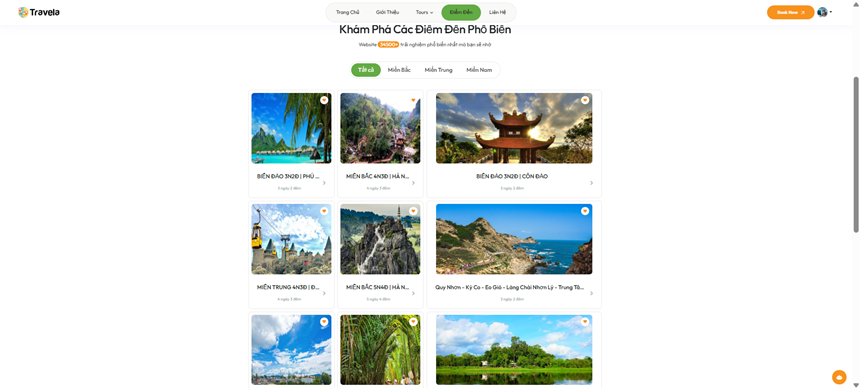 Travela
Trang Chủ
Giới Thiệu
Tours
Điểm Đến
Liên Hệ
Book Now
Khám Phá Các Điểm Đến Phổ Biến
Website 34500+ trải nghiệm phổ biến nhất mà bạn sẽ nhớ
Tất cả
Miền Bắc
Miền Trung
Miền Nam
BIỂN ĐẢO 3N2Đ | PHÚ ...
3 ngày 2 đêm
MIỀN BẮC 4N3Đ | HÀ N...
4 ngày 3 đêm
BIỂN ĐẢO 3N2Đ | CÔN ĐẢO
3 ngày 2 đêm
MIỀN TRUNG 4N3Đ | Đ...
4 ngày 3 đêm
MIỀN BẮC 5N4Đ | HÀ N...
5 ngày 4 đêm
Quy Nhơn - Kỳ Co - Eo Gió - Làng Chài Nhơn Lý - Trung Tâ...
3 ngày 2 đêm